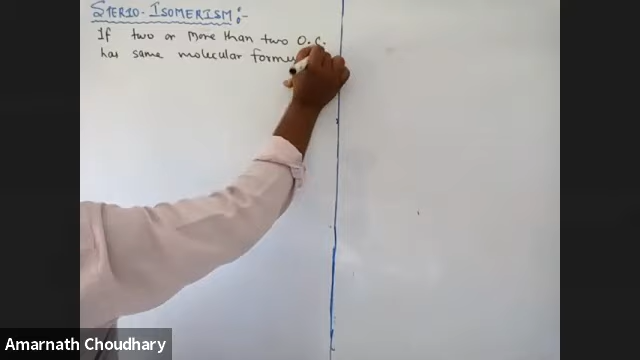 STERIO-ISOMERISM:-
If two or more than two O.C.
has same molecular formu
Amarnath Choudhary